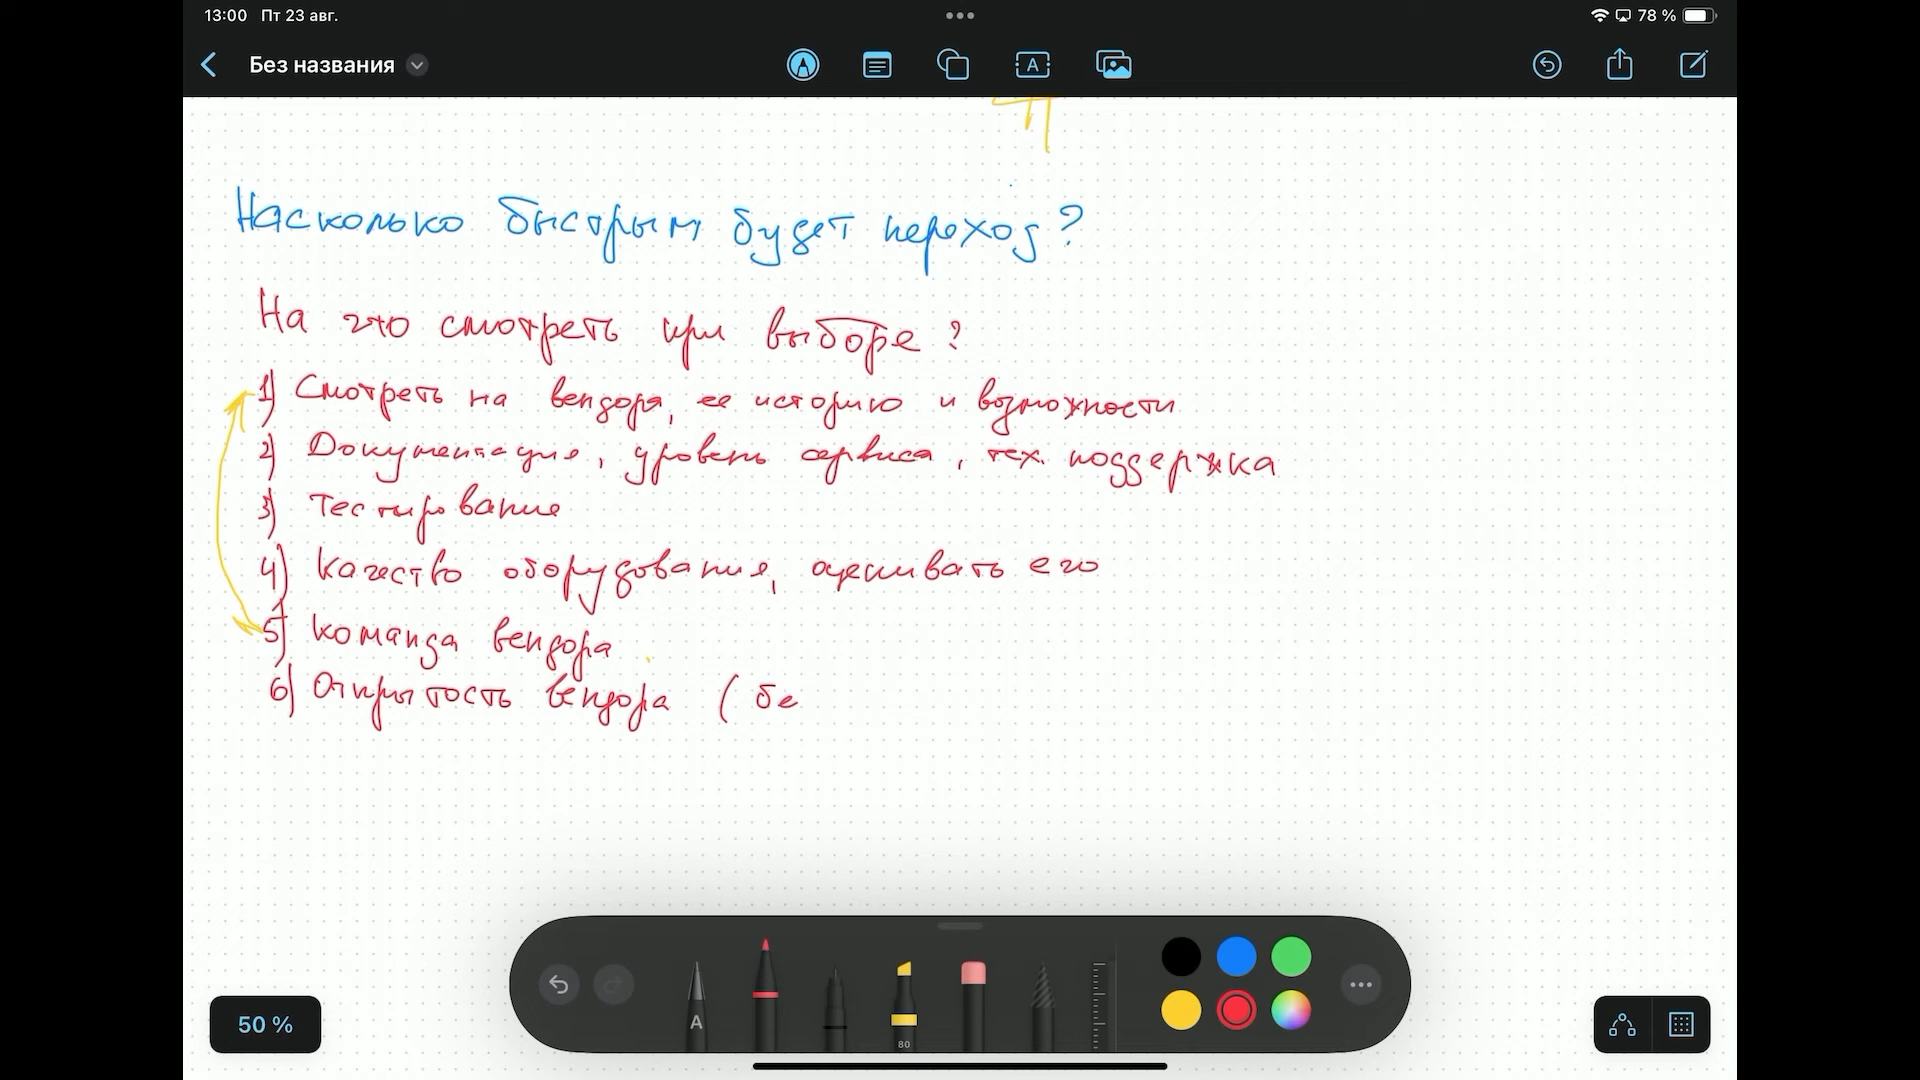 13:00 Пт 23 авг. 78 %
Без названия
Насколько быстрым будет переход?
На что смотреть при выборе?
1) Смотреть на вендора, ее историю и возможности
2) Документация, уровень сервиса, тех. поддержка
3) Тестирование
4) Качество оборудования, оценивать его
5) Команда вендора
6) Открытость вендора ( бе
A
80
50 %